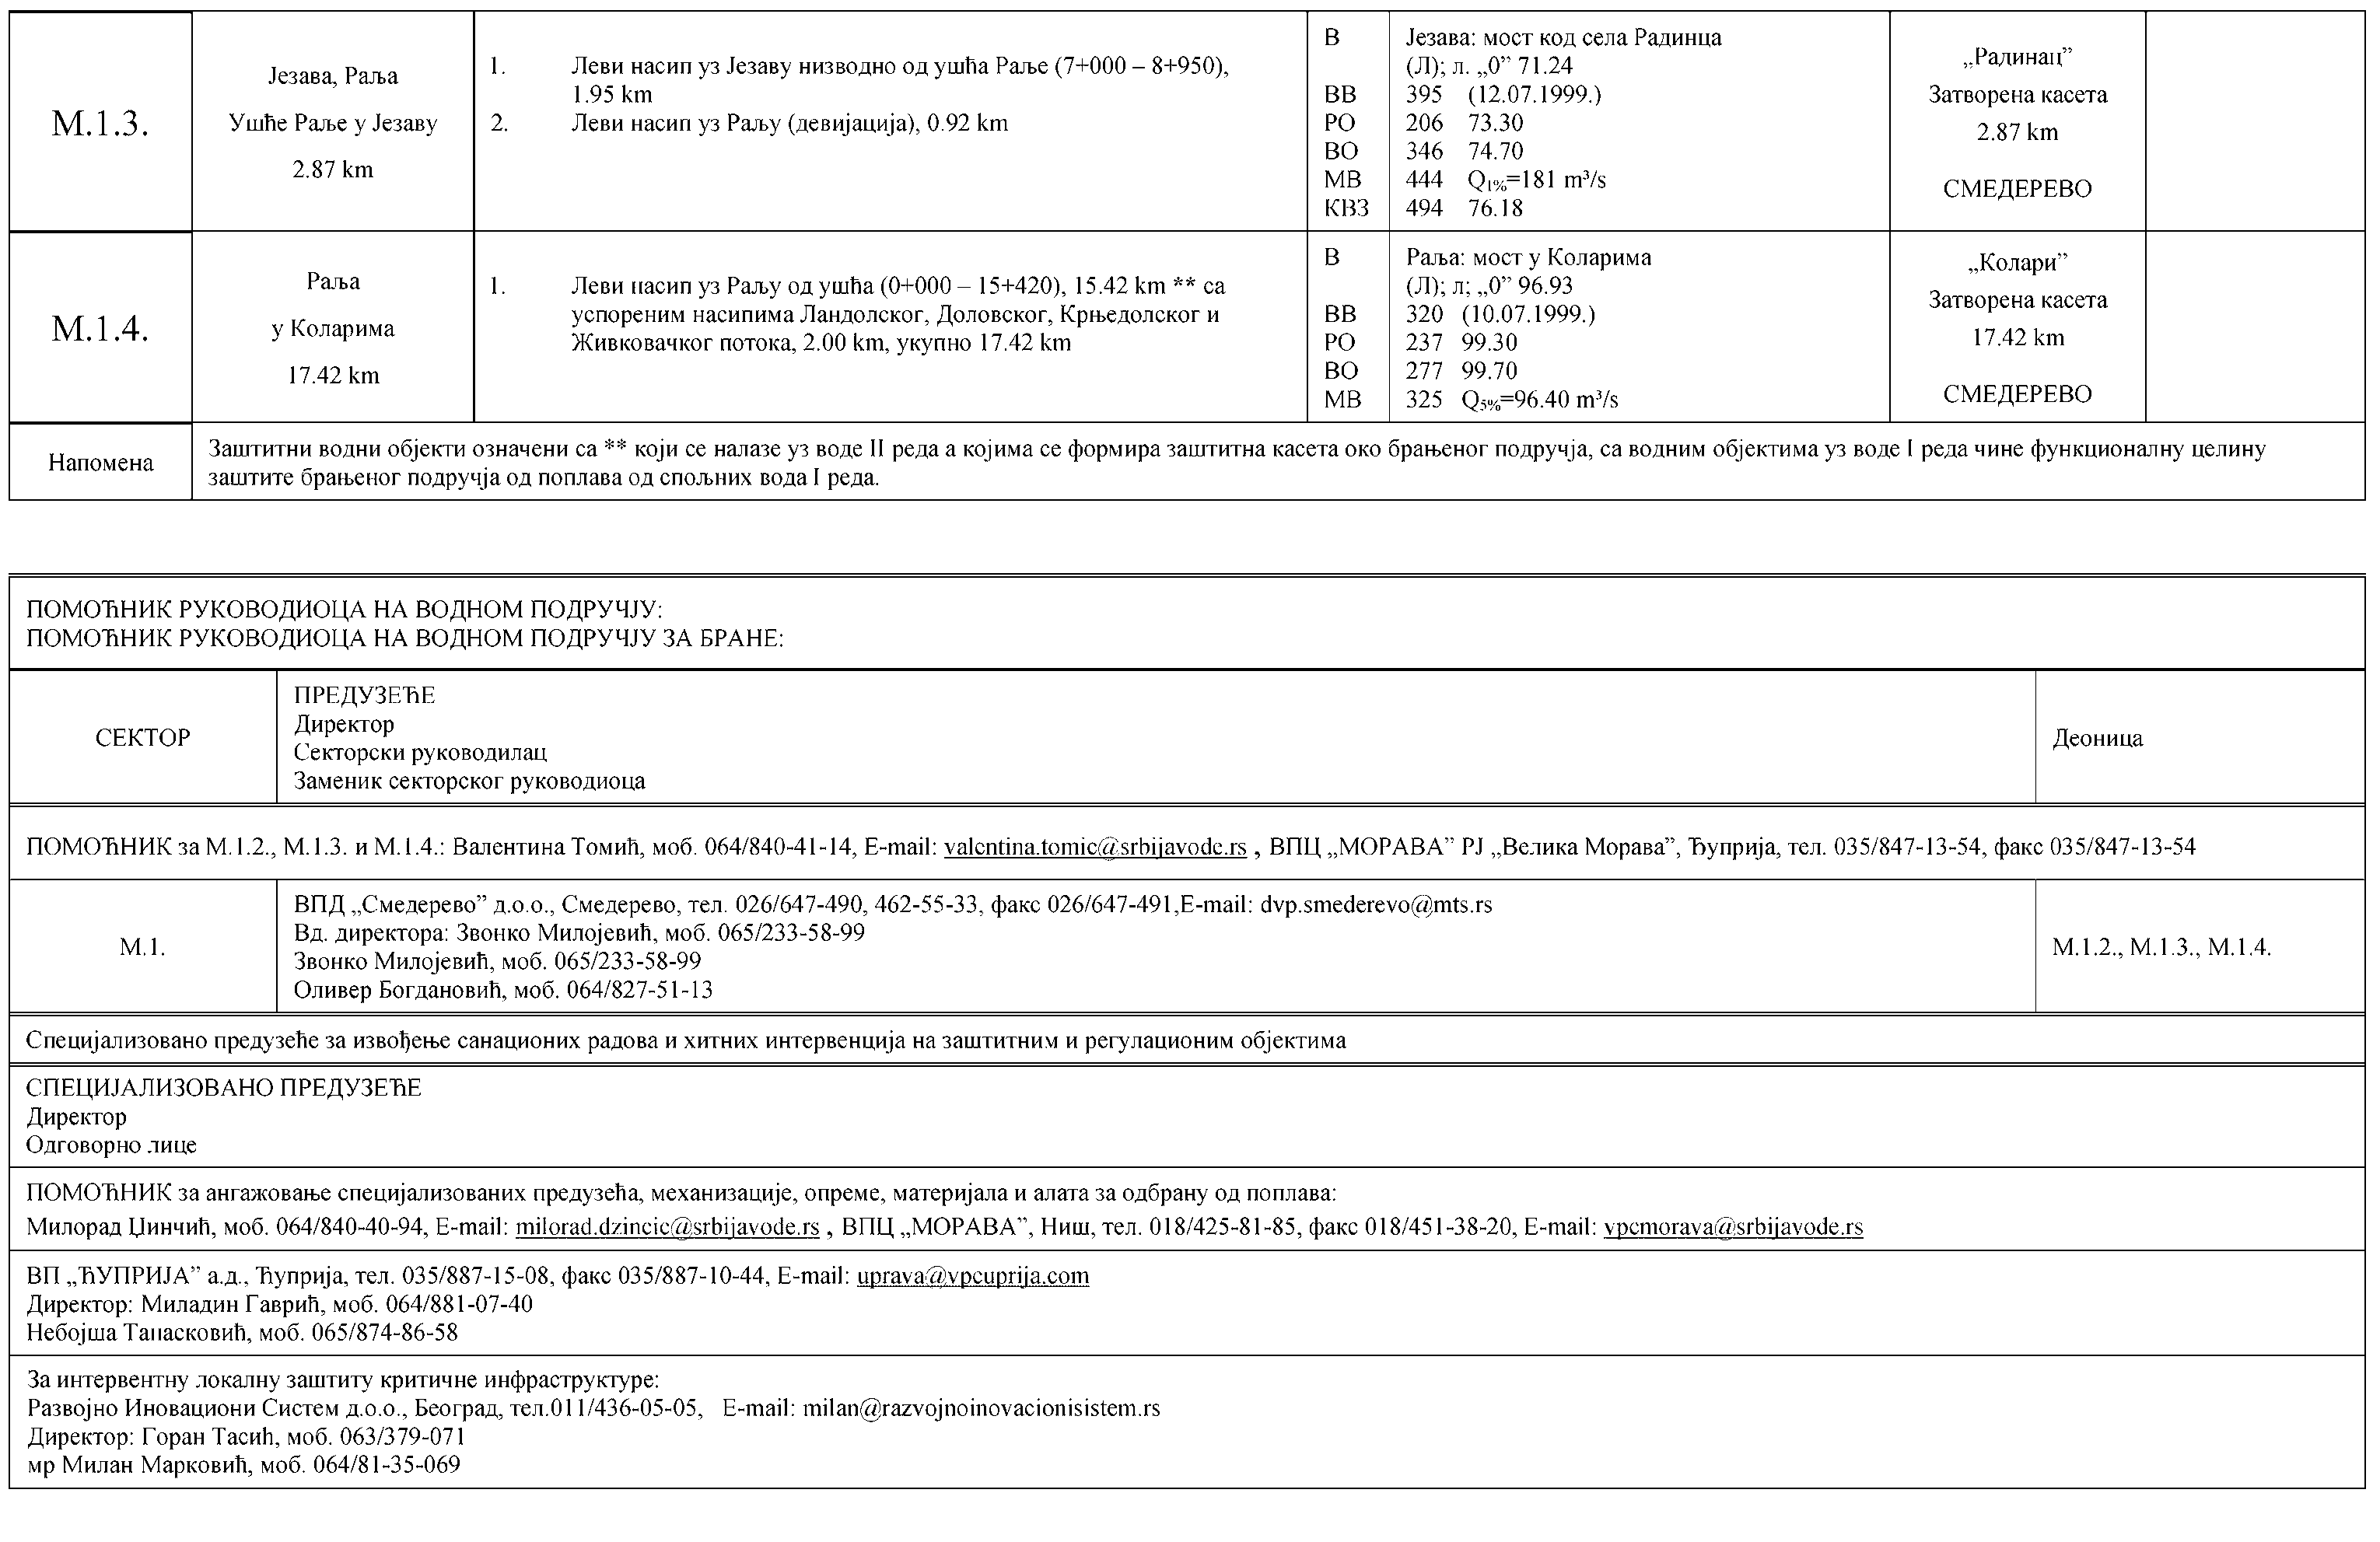 М.1.3.
Језава, Раља
Ушће Раље у Језаву
2.87 km
1. Леви насип уз Језаву низводно од ушћа Раље (7+000 – 8+950),
1.95 km
2. Леви насип уз Раљу (девијација), 0.92 km
В Језава: мост код села Радинца
(Л); л. „0” 71.24
ВВ 395 (12.07.1999.)
РО 206 73.30
ВО 346 74.70
МВ 444 Q1%=181 m³/s
КВЗ 494 76.18
„Радинац”
Затворена касета
2.87 km
СМЕДЕРЕВО
М.1.4.
Раља
у Коларима
17.42 km
1. Леви насип уз Раљу од ушћа (0+000 – 15+420), 15.42 km ** са
успореним насипима Ландолског, Доловског, Крњедолског и
Живковачког потока, 2.00 km, укупно 17.42 km
В Раља: мост у Коларима
(Л); л; „0” 96.93
ВВ 320 (10.07.1999.)
РО 237 99.30
ВО 277 99.70
МВ 325 Q5%=96.40 m³/s
„Колари”
Затворена касета
17.42 km
СМЕДЕРЕВО
Напомена
Заштитни водни објекти означени са ** који се налазе уз воде II реда а којима се формира заштитна касета око брањеног подручја, са водним објектима уз воде I реда чине функционалну целину
заштите брањеног подручја од поплава од спољних вода I реда.
ПОМОЋНИК РУКОВОДИОЦА НА ВОДНОМ ПОДРУЧЈУ:
ПОМОЋНИК РУКОВОДИОЦА НА ВОДНОМ ПОДРУЧЈУ ЗА БРАНЕ:
СЕКТОР
ПРЕДУЗЕЋЕ
Директор
Секторски руководилац
Заменик секторског руководиоца
Деоница
ПОМОЋНИК за М.1.2., М.1.3. и М.1.4.: Валентина Томић, моб. 064/840-41-14, E-mail: valentina.tomic@srbijavode.rs , ВПЦ „МОРАВА” РЈ „Велика Морава”, Ћуприја, тел. 035/847-13-54, факс 035/847-13-54
М.1.
ВПД „Смедерево” д.о.о., Смедерево, тел. 026/647-490, 462-55-33, факс 026/647-491,E-mail: dvp.smederevo@mts.rs
Вд. директора: Звонко Милојевић, моб. 065/233-58-99
Звонко Милојевић, моб. 065/233-58-99
Оливер Богдановић, моб. 064/827-51-13
М.1.2., М.1.3., М.1.4.
Специјализовано предузеће за извођење санационих радова и хитних интервенција на заштитним и регулационим објектима
СПЕЦИЈАЛИЗОВАНО ПРЕДУЗЕЋЕ
Директор
Одговорно лице
ПОМОЋНИК за ангажовање специјализованих предузећа, механизације, опреме, материјала и алата за одбрану од поплава:
Милорад Џинчић, моб. 064/840-40-94, E-mail: milorad.dzincic@srbijavode.rs , ВПЦ „МОРАВА”, Ниш, тел. 018/425-81-85, факс 018/451-38-20, E-mail: vpcmorava@srbijavode.rs
ВП „ЋУПРИЈА” а.д., Ћуприја, тел. 035/887-15-08, факс 035/887-10-44, E-mail: uprava@vpcuprija.com
Директор: Миладин Гаврић, моб. 064/881-07-40
Небојша Танасковић, моб. 065/874-86-58
За интервентну локалну заштиту критичне инфраструктуре:
Развојно Иновациони Систем д.о.о., Београд, тел.011/436-05-05, E-mail: milan@razvojnoinovacionisistem.rs
Директор: Горан Тасић, моб. 063/379-071
мр Милан Марковић, моб. 064/81-35-069